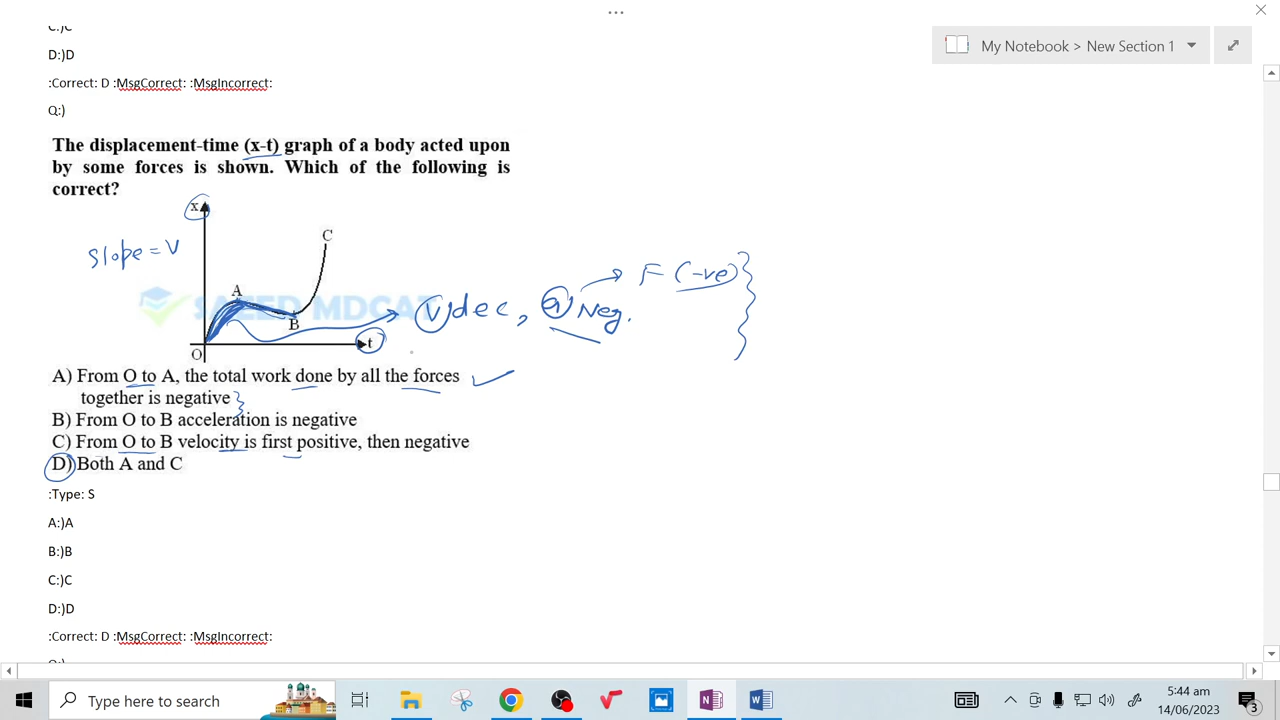 My Notebook > New Section 1
C:)C
D:)D
:Correct: D :MsgCorrect: :MsgIncorrect:
Q:)
The displacement-time (x-t) graph of a body acted upon
by some forces is shown. Which of the following is
correct?
x
C
slope = V
F (-ve)
A
SAEED MDCAT
V dec, a Neg.
B
t
O
A) From O to A, the total work done by all the forces
together is negative
B) From O to B acceleration is negative
C) From O to B velocity is first positive, then negative
D) Both A and C
:Type: S
A:)A
B:)B
C:)C
D:)D
:Correct: D :MsgCorrect: :MsgIncorrect:
Type here to search
5:44 am
14/06/2023
3